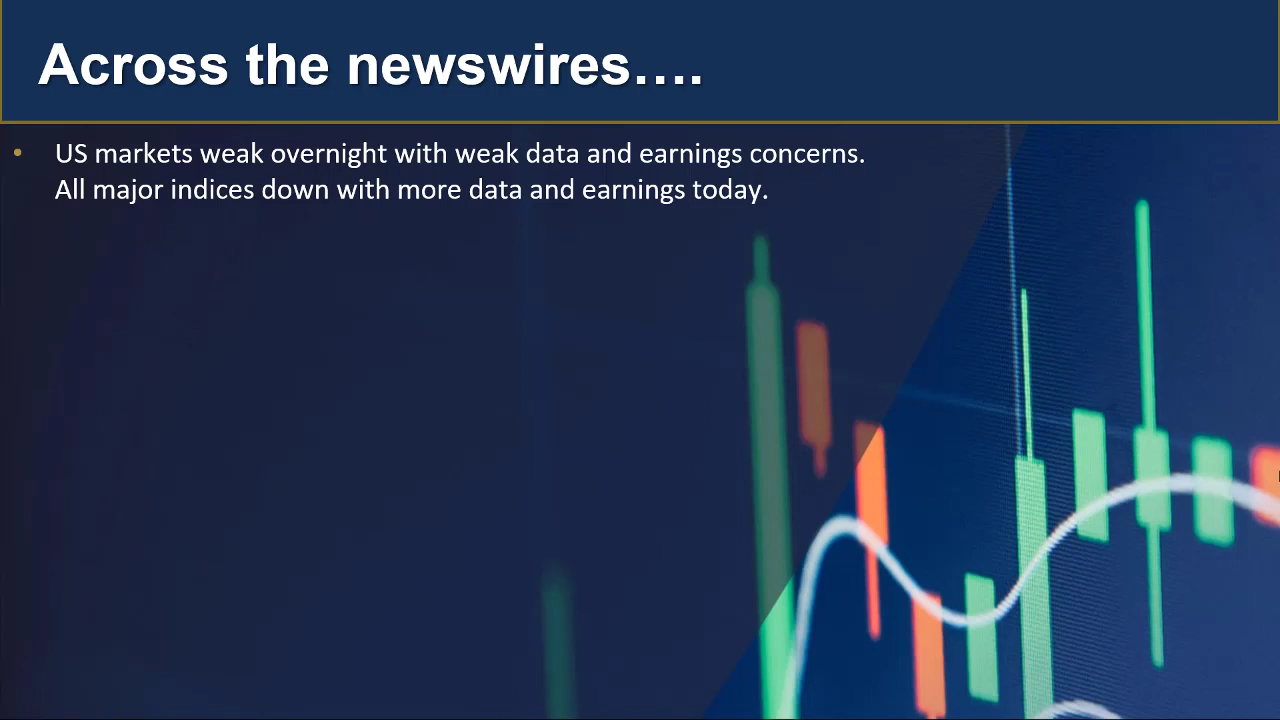 Across the newswires….
• US markets weak overnight with weak data and earnings concerns.
All major indices down with more data and earnings today.